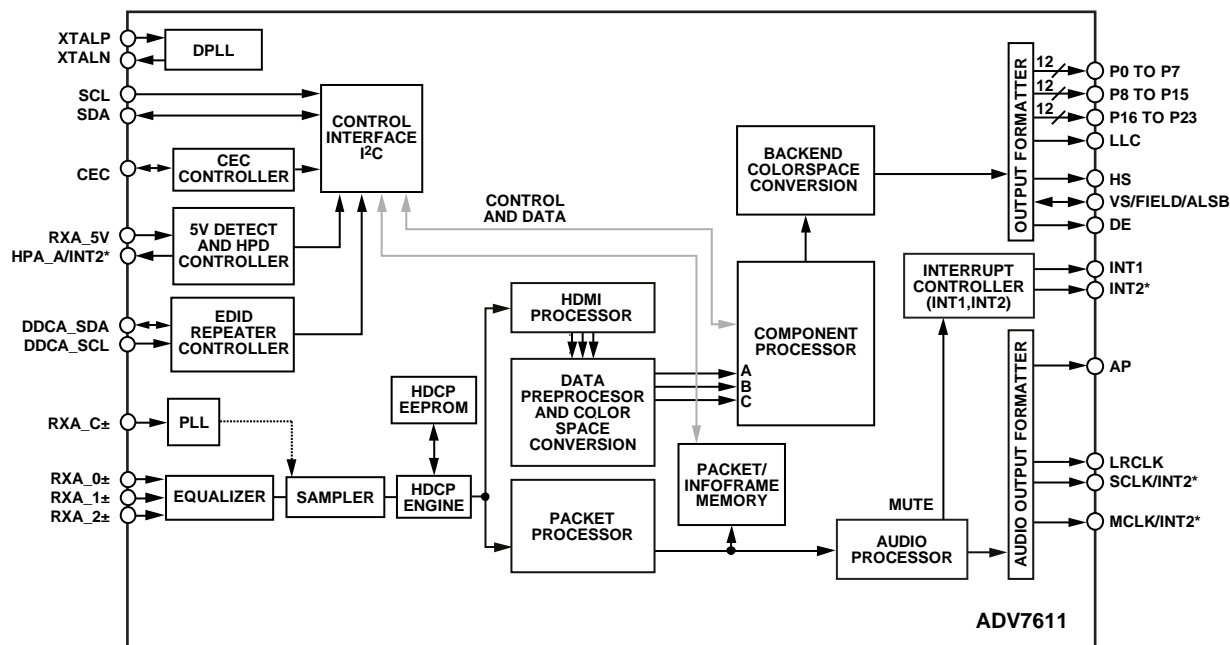 XTALP
XTALN
DPLL
SCL
SDA
CONTROL
INTERFACE
I2C
CEC
CEC
CONTROLLER
RXA_5V
HPA_A/INT2*
5V DETECT
AND HPD
CONTROLLER
DDCA_SDA
DDCA_SCL
EDID
REPEATER
CONTROLLER
RXA_C±
PLL
RXA_0±
RXA_1±
RXA_2±
EQUALIZER
SAMPLER
HDCP
EEPROM
HDCP
ENGINE
CONTROL
AND DATA
HDMI
PROCESSOR
DATA
PREPROCESOR
AND COLOR
SPACE
CONVERSION
PACKET
PROCESSOR
PACKET/
INFOFRAME
MEMORY
A
B
C
COMPONENT
PROCESSOR
BACKEND
COLORSPACE
CONVERSION
MUTE
AUDIO
PROCESSOR
INTERRUPT
CONTROLLER
(INT1,INT2)
OUTPUT FORMATTER
12
12
12
P0 TO P7
P8 TO P15
P16 TO P23
LLC
HS
VS/FIELD/ALSB
DE
INT1
INT2*
AUDIO OUTPUT FORMATTER
AP
LRCLK
SCLK/INT2*
MCLK/INT2*
ADV7611